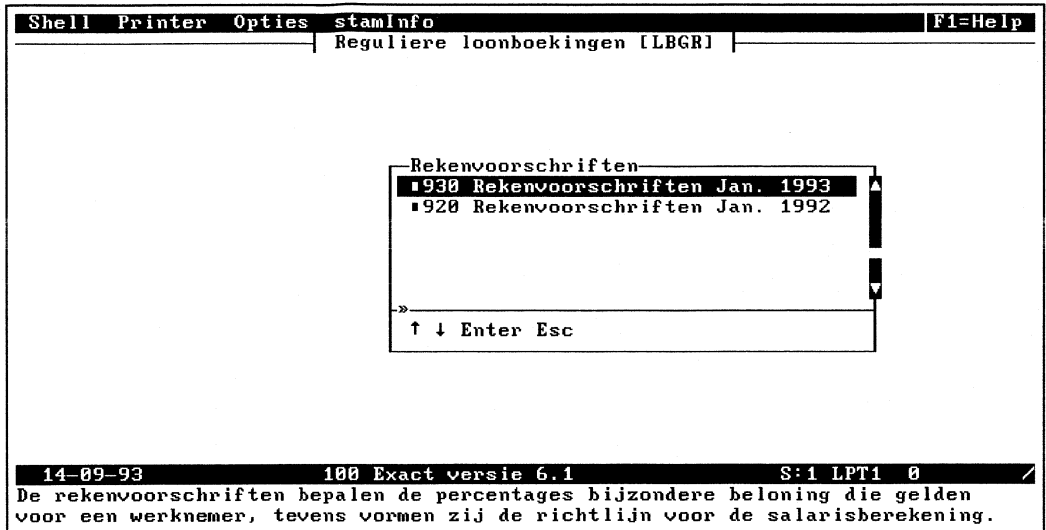 Shell Printer Opties stamInfo F1=Help
Reguliere loonboekingen [LBGR]
Rekenvoorschriften
930 Rekenvoorschriften Jan. 1993
920 Rekenvoorschriften Jan. 1992
»
↑ ↓ Enter Esc
14-09-93 100 Exact versie 6.1 S:1 LPT1 0 /
De rekenvoorschriften bepalen de percentages bijzondere beloning die gelden
voor een werknemer, tevens vormen zij de richtlijn voor de salarisberekening.